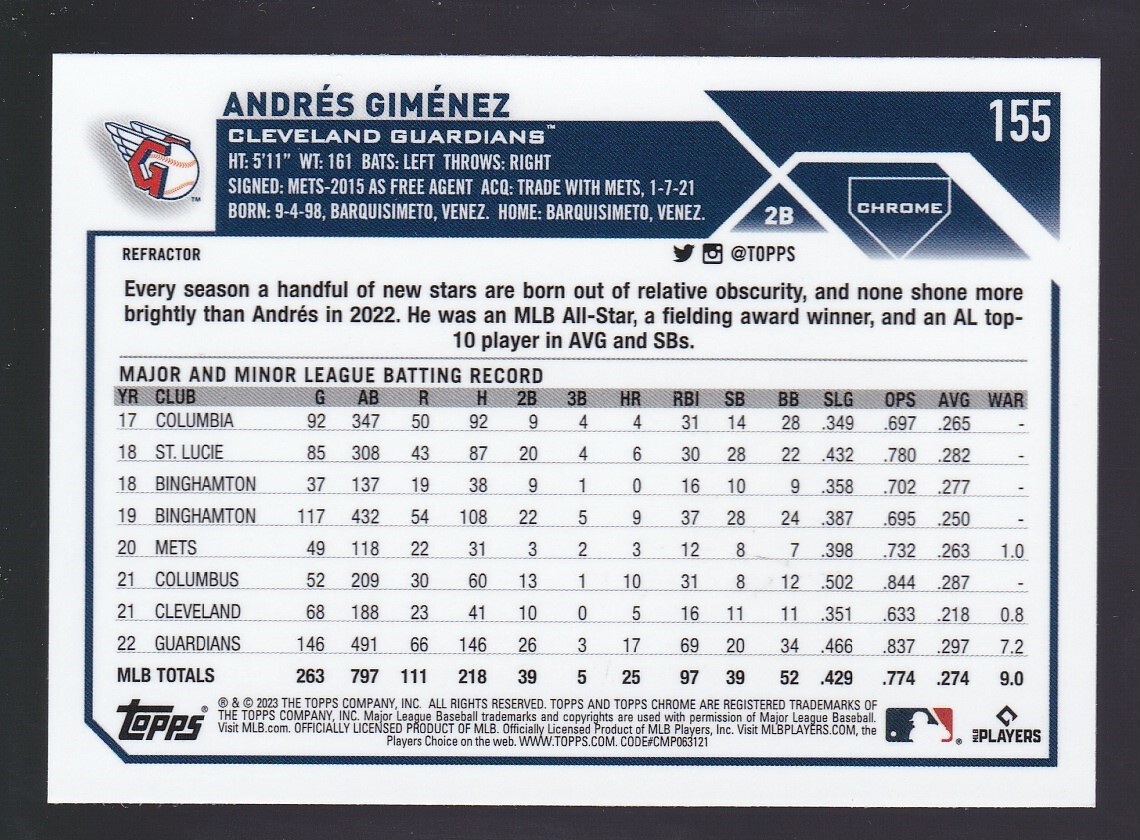 ANDRÉS GIMÉNEZ
155
CLEVELAND GUARDIANS™
HT: 5'11" WT: 161 BATS: LEFT THROWS: RIGHT
SIGNED: METS-2015 AS FREE AGENT ACQ: TRADE WITH METS, 1-7-21
BORN: 9-4-98, BARQUISIMETO, VENEZ. HOME: BARQUISIMETO, VENEZ.
2B
CHROME
TM
REFRACTOR
@TOPPS
Every season a handful of new stars are born out of relative obscurity, and none shone more
brightly than Andrés in 2022. He was an MLB All-Star, a fielding award winner, and an AL top-
10 player in AVG and SBs.
MAJOR AND MINOR LEAGUE BATTING RECORD
YR CLUB G AB R H 2B 3B HR RBI SB BB SLG OPS AVG WAR
17 COLUMBIA 92 347 50 92 9 4 4 31 14 28 .349 .697 .265 -
18 ST. LUCIE 85 308 43 87 20 4 6 30 28 22 .432 .780 .282 -
18 BINGHAMTON 37 137 19 38 9 1 0 16 10 9 .358 .702 .277 -
19 BINGHAMTON 117 432 54 108 22 5 9 37 28 24 .387 .695 .250 -
20 METS 49 118 22 31 3 2 3 12 8 7 .398 .732 .263 1.0
21 COLUMBUS 52 209 30 60 13 1 10 31 8 12 .502 .844 .287 -
21 CLEVELAND 68 188 23 41 10 0 5 16 11 11 .351 .633 .218 0.8
22 GUARDIANS 146 491 66 146 26 3 17 69 20 34 .466 .837 .297 7.2
MLB TOTALS 263 797 111 218 39 5 25 97 39 52 .429 .774 .274 9.0
Topps®
® & © 2023 THE TOPPS COMPANY, INC. ALL RIGHTS RESERVED. TOPPS AND TOPPS CHROME ARE REGISTERED TRADEMARKS OF
THE TOPPS COMPANY, INC. Major League Baseball trademarks and copyrights are used with permission of Major League Baseball.
Visit MLB.com. OFFICIALLY LICENSED PRODUCT OF MLB. Officially Licensed Product of MLB Players, Inc. Visit MLBPLAYERS.COM, the
Players Choice on the web. WWW.TOPPS.COM. CODE#CMP063121
®
MLB PLAYERS